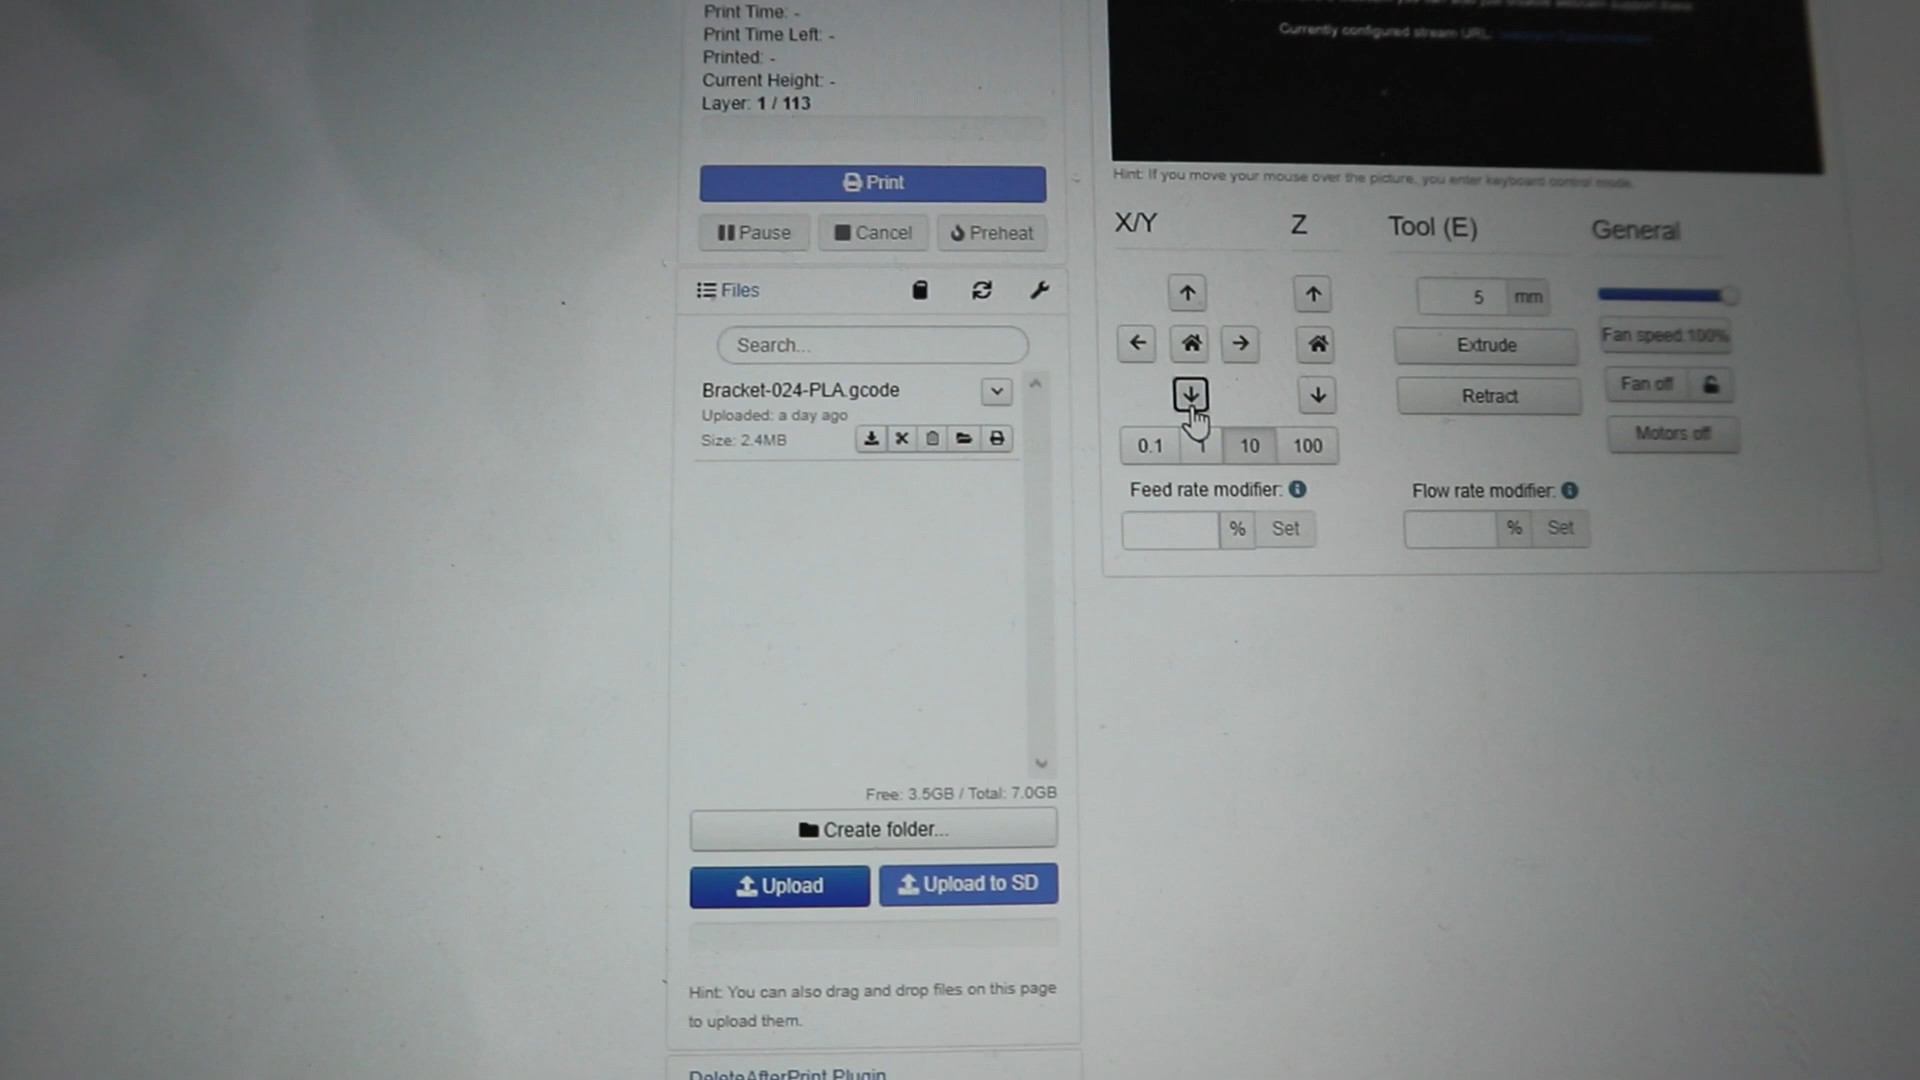 Print Time: -
Print Time Left: -
Printed: -
Current Height: -
Layer: 1 / 113
Print
Pause
Cancel
Preheat
Files
Search...
Bracket-024-PLA.gcode
Uploaded: a day ago
Size: 2.4MB
Free: 3.5GB / Total: 7.0GB
Create folder...
Upload
Upload to SD
Hint: You can also drag and drop files on this page
to upload them.
DeleteAfterPrint Plugin
Currently configured stream URL:
Hint: If you move your mouse over the picture, you enter keyboard control mode.
X/Y
Z
Tool (E)
General
5 mm
Extrude
Retract
Fan speed:100%
Fan off
Motors off
0.1
1
10
100
Feed rate modifier:
% Set
Flow rate modifier:
% Set